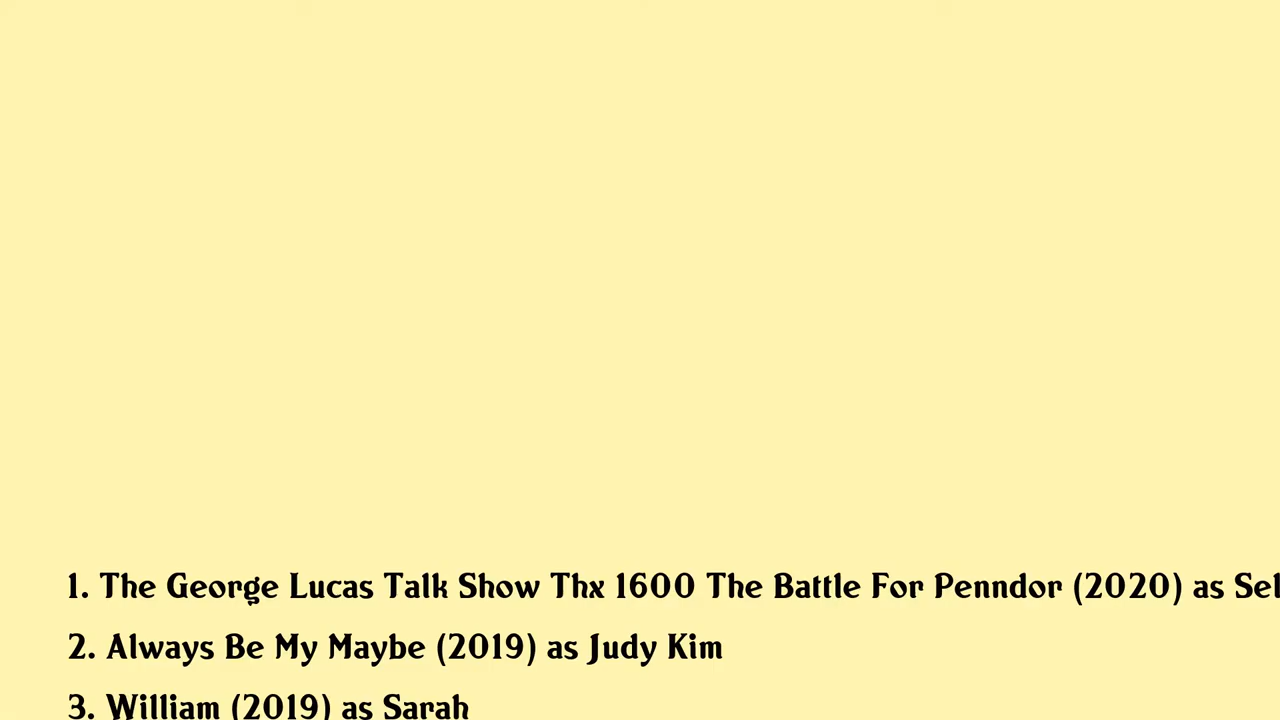 1. The George Lucas Talk Show Thx 1600 The Battle For Penndor (2020) as Sel
2. Always Be My Maybe (2019) as Judy Kim
3. William (2019) as Sarah